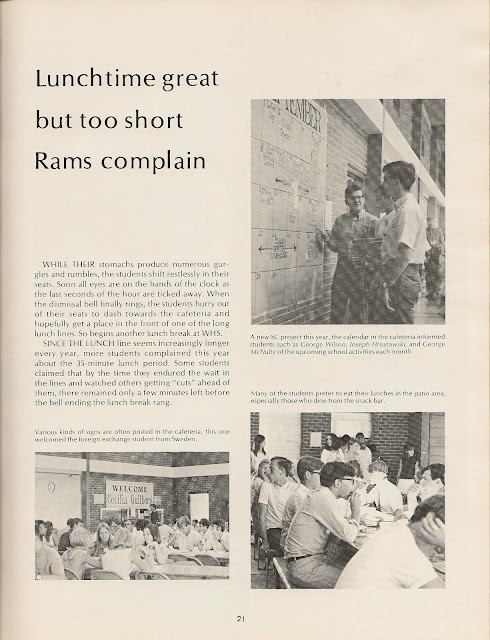 Lunchtime great
but too short
Rams complain
WHILE THEIR stomachs produce numerous gur-
gles and rumbles, the students shift restlessly in their
seats. Soon all eyes are on the hands of the clock as
the last seconds of the hour are ticked away. When
the dismissal bell finally rings, the students hurry out
of their seats to dash towards the cafeteria and
hopefully get a place in the front of one of the long
lunch lines. So begins another lunch break at WHS.
SINCE THE LUNCH line seems increasingly longer
every year, more students complained this year
about the 35-minute lunch period. Some students
claimed that by the time they endured the wait in
the lines and watched others getting "cuts" ahead of
them, there remained only a few minutes left before
the bell ending the lunch break rang.
Various kinds of signs are often posted in the cafeteria; this one
welcomed the foreign exchange student from Sweden.
WELCOME
Cecilia Gullberg
TEMBER
A new SC project this year, the calendar in the cafeteria informed
students such as George Wilson, Joseph Hrostowski, and George
McNulty of the upcoming school activities each month
Many of the students prefer to eat their lunches in the patio area,
especially those who dine from the snack bar.
21